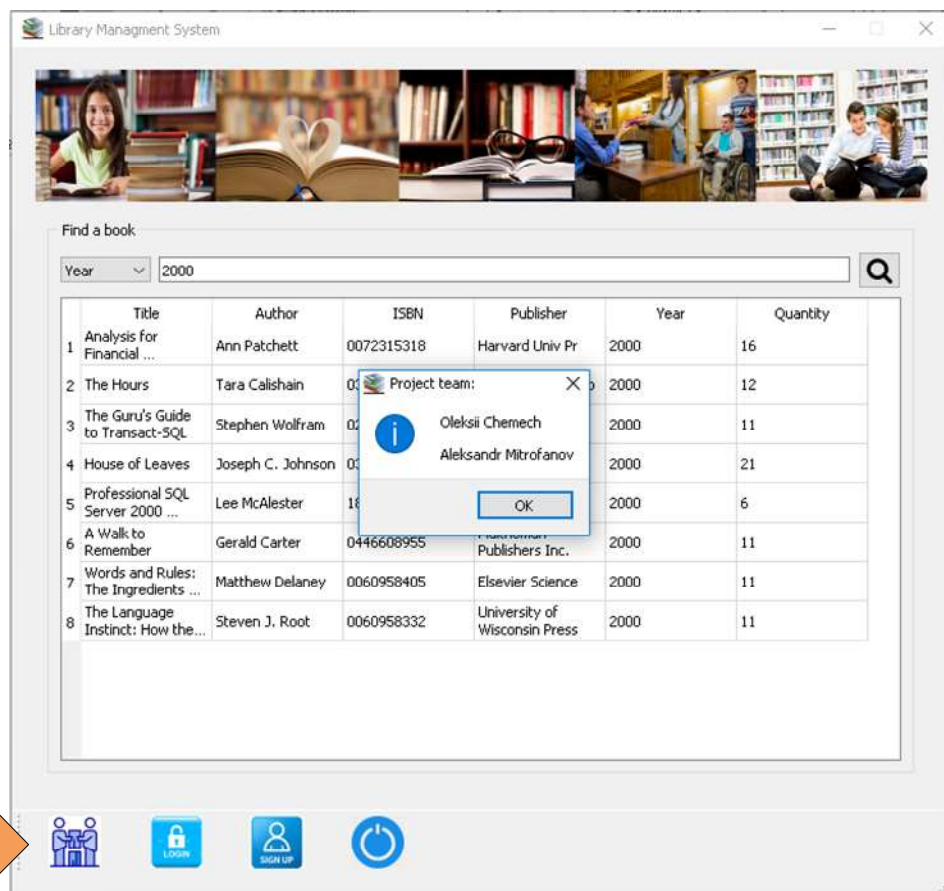 Library Managment System
Find a book
Year 2000
Title Author ISBN Publisher Year Quantity
1 Analysis for Financial ... Ann Patchett 0072315318 Harvard Univ Pr 2000 16
2 The Hours Tara Calishain 2000 12
3 The Guru's Guide to Transact-SQL Stephen Wolfram 2000 11
4 House of Leaves Joseph C. Johnson 2000 21
5 Professional SQL Server 2000 ... Lee McAlester 2000 6
6 A Walk to Remember Gerald Carter 0446608955 Publishers Inc. 2000 11
7 Words and Rules: The Ingredients ... Matthew Delaney 0060958405 Elsevier Science 2000 11
8 The Language Instinct: How the... Steven J. Root 0060958332 University of Wisconsin Press 2000 11
Project team:
Oleksii Chemech
Aleksandr Mitrofanov
OK
LOGIN
SIGN UP